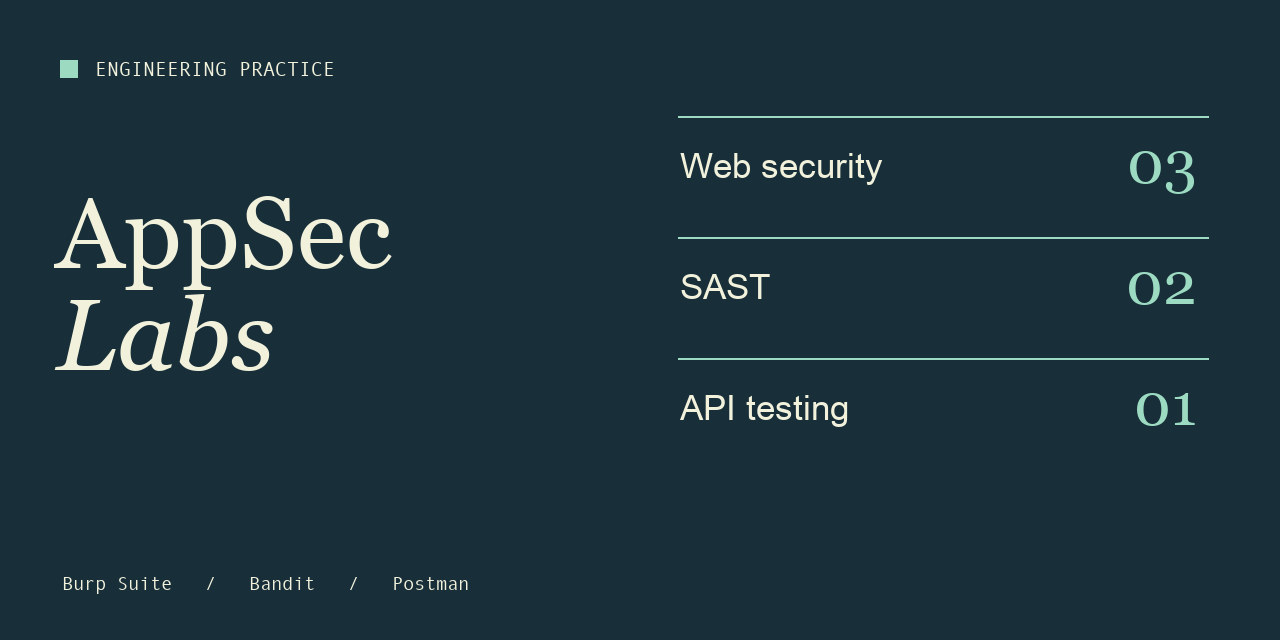 ENGINEERING PRACTICE
AppSec
Labs
Web security 03
SAST 02
API testing 01
Burp Suite / Bandit / Postman